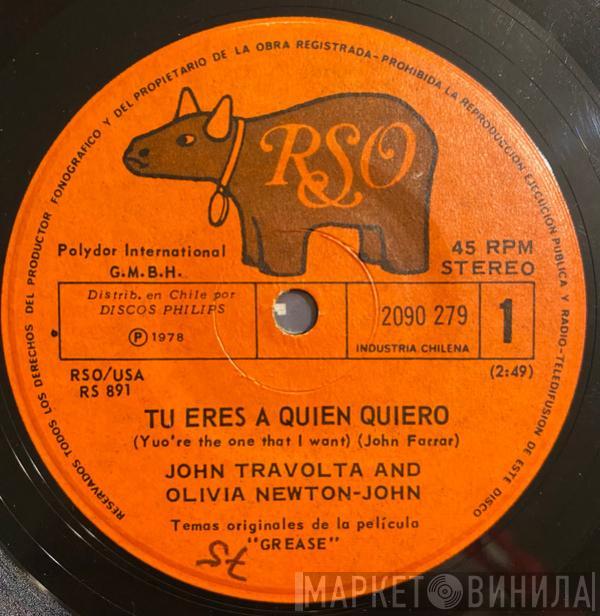 RESERVADOS TODOS LOS DERECHOS DEL PRODUCTOR FONOGRAFICO Y DEL PROPIETARIO DE LA OBRA REGISTRADA-PROHIBIDA LA REPRODUCCION EJECUCION PUBLICA Y RADIO-TELEDIFUSION DE ESTE DISCO
RSO
Polydor International
G.M.B.H.
45 RPM
STEREO
Distrib. en Chile por
DISCOS PHILIPS
Ⓟ 1978
2090 279
INDUSTRIA CHILENA
1
RSO/USA
RS 891
(2:49)
TU ERES A QUIEN QUIERO
(Yuo're the one that I want) (John Farrar)
JOHN TRAVOLTA AND
OLIVIA NEWTON-JOHN
Temas originales de la película
"GREASE"
75
МАРКЕТ ВИНИЛА